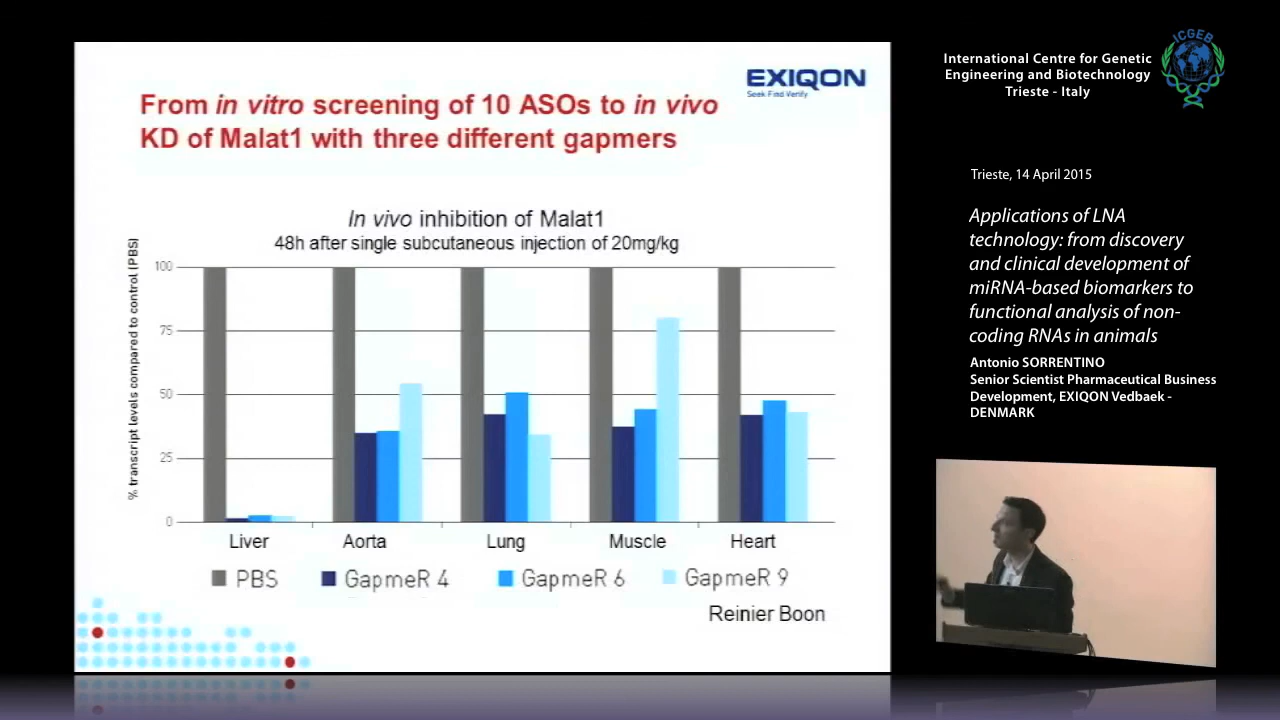 EXIQON
Seek Find Verify
From in vitro screening of 10 ASOs to in vivo
KD of Malat1 with three different gapmers
In vivo inhibition of Malat1
48h after single subcutaneous injection of 20mg/kg
% transcript levels compared to control (PBS)
100
75
50
25
0
Liver Aorta Lung Muscle Heart
PBS GapmeR 4 GapmeR 6 GapmeR 9
Reinier Boon
International Centre for Genetic
Engineering and Biotechnology
Trieste - Italy
ICGEB
Trieste, 14 April 2015
Applications of LNA
technology: from discovery
and clinical development of
miRNA-based biomarkers to
functional analysis of non-
coding RNAs in animals
Antonio SORRENTINO
Senior Scientist Pharmaceutical Business
Development, EXIQON Vedbaek -
DENMARK